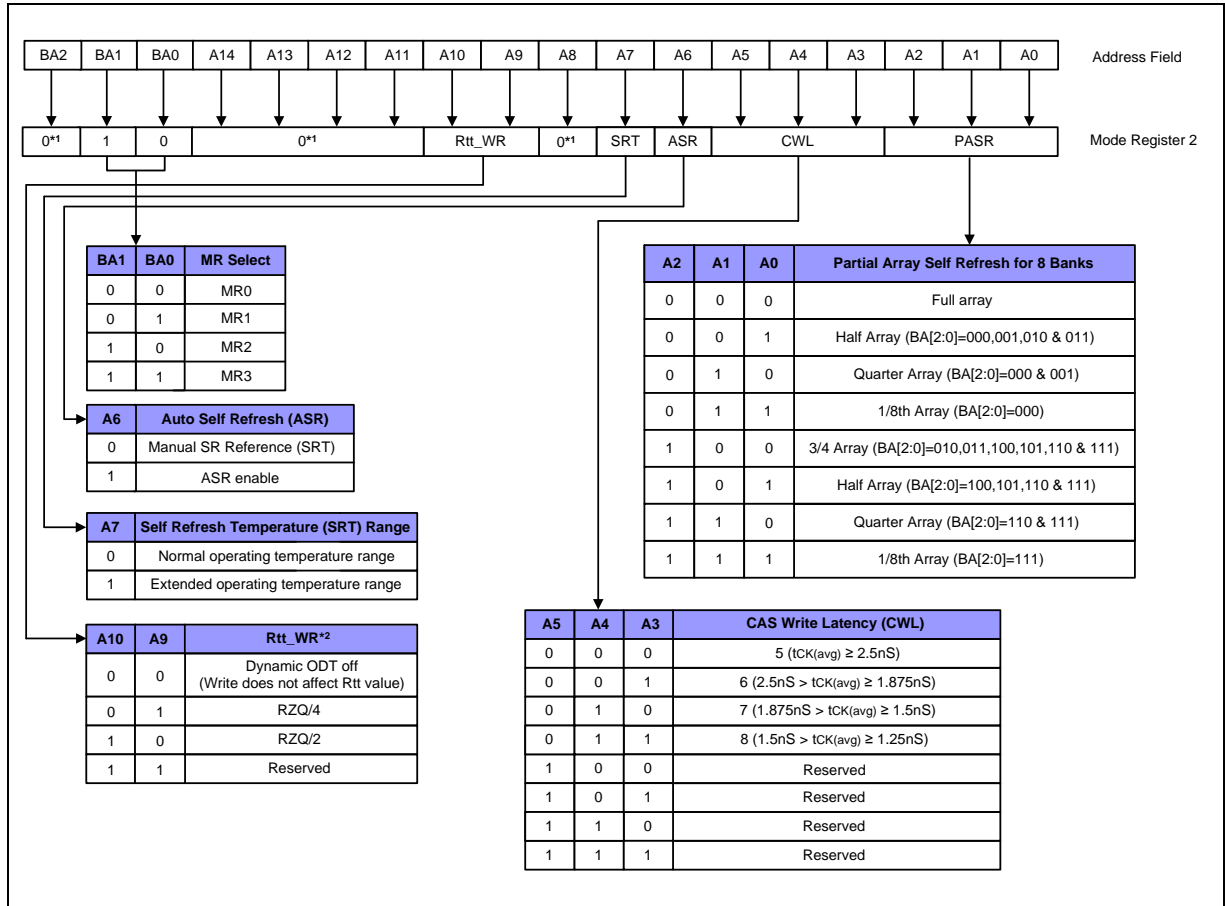 BA2 BA1 BA0 A14 A13 A12 A11 A10 A9 A8 A7 A6 A5 A4 A3 A2 A1 A0 Address Field
0*1 1 0 0*1 Rtt_WR 0*1 SRT ASR CWL PASR Mode Register 2
BA1 BA0 MR Select
0 0 MR0
0 1 MR1
1 0 MR2
1 1 MR3
A6 Auto Self Refresh (ASR)
0 Manual SR Reference (SRT)
1 ASR enable
A7 Self Refresh Temperature (SRT) Range
0 Normal operating temperature range
1 Extended operating temperature range
A10 A9 Rtt_WR*2
0 0 Dynamic ODT off
(Write does not affect Rtt value)
0 1 RZQ/4
1 0 RZQ/2
1 1 Reserved
A2 A1 A0 Partial Array Self Refresh for 8 Banks
0 0 0 Full array
0 0 1 Half Array (BA[2:0]=000,001,010 & 011)
0 1 0 Quarter Array (BA[2:0]=000 & 001)
0 1 1 1/8th Array (BA[2:0]=000)
1 0 0 3/4 Array (BA[2:0]=010,011,100,101,110 & 111)
1 0 1 Half Array (BA[2:0]=100,101,110 & 111)
1 1 0 Quarter Array (BA[2:0]=110 & 111)
1 1 1 1/8th Array (BA[2:0]=111)
A5 A4 A3 CAS Write Latency (CWL)
0 0 0 5 (tCK(avg) ≥ 2.5nS)
0 0 1 6 (2.5nS > tCK(avg) ≥ 1.875nS)
0 1 0 7 (1.875nS > tCK(avg) ≥ 1.5nS)
0 1 1 8 (1.5nS > tCK(avg) ≥ 1.25nS)
1 0 0 Reserved
1 0 1 Reserved
1 1 0 Reserved
1 1 1 Reserved